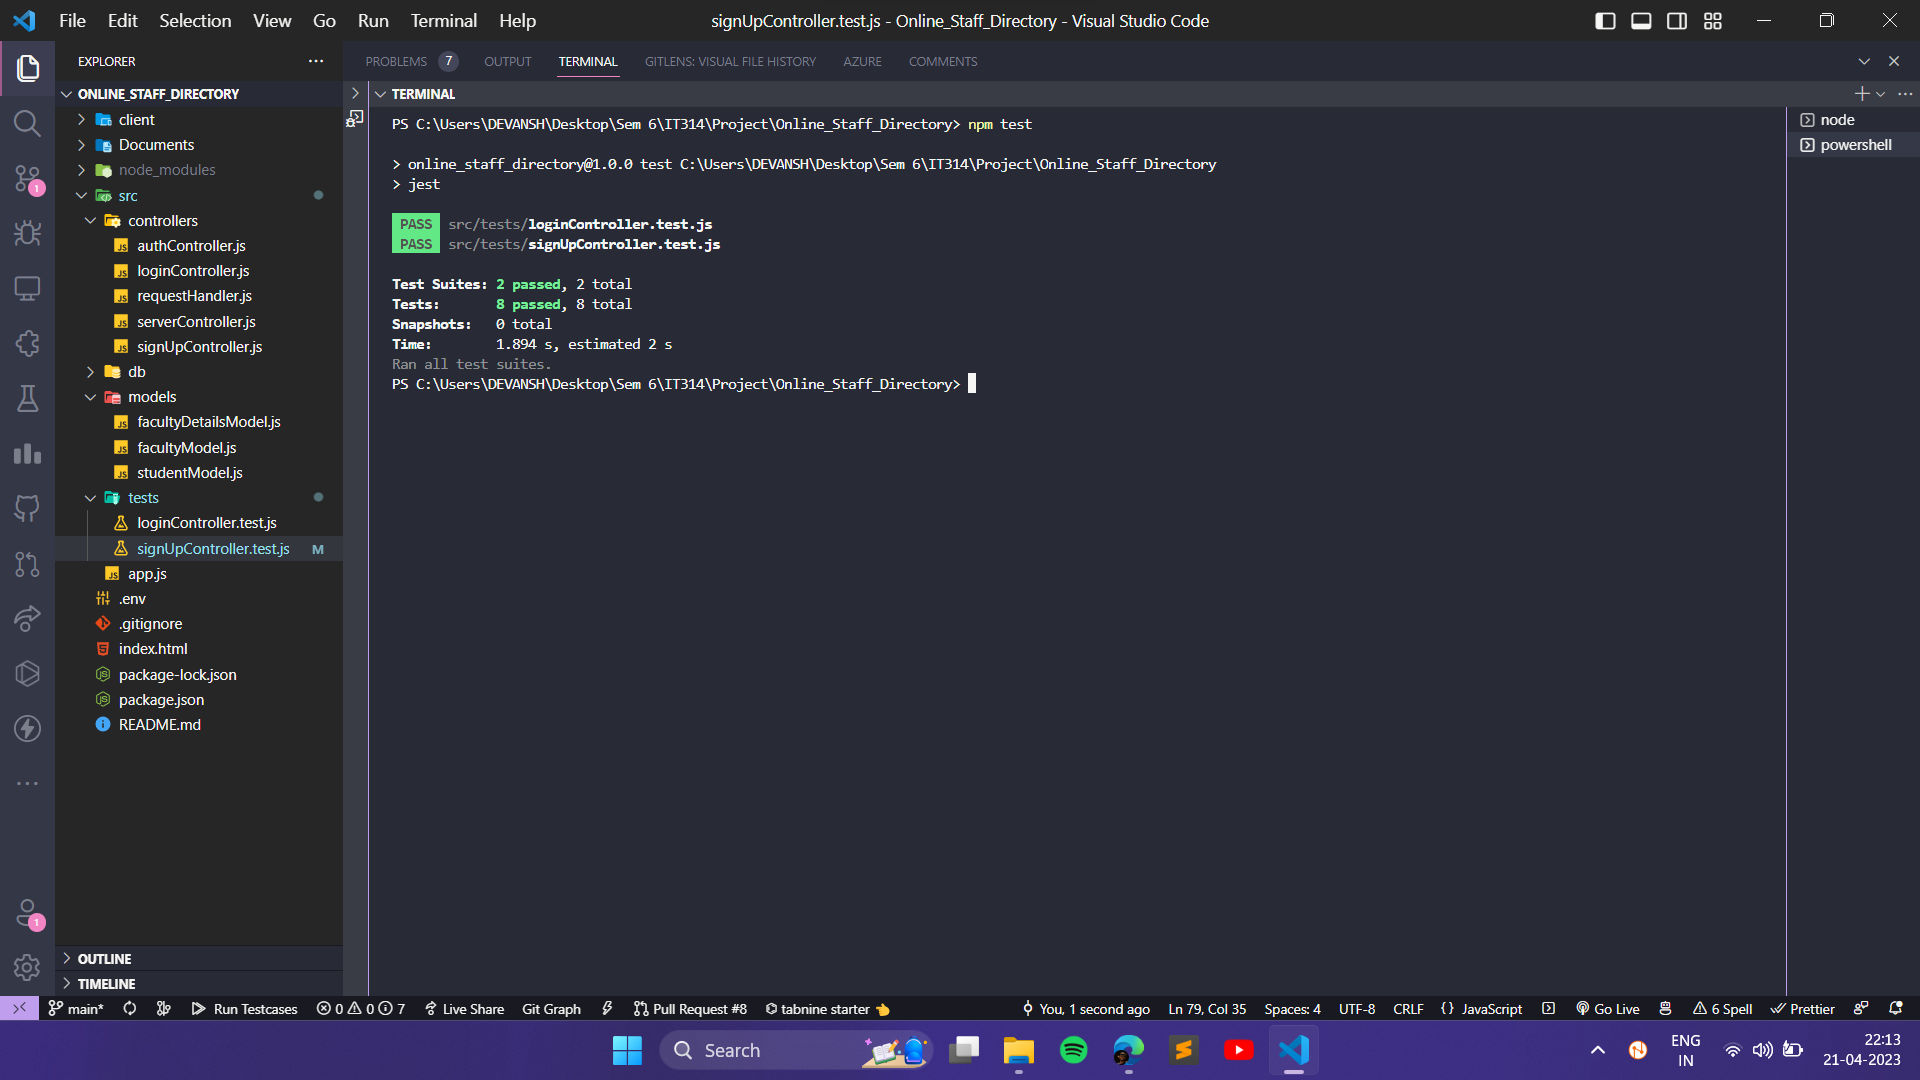 File Edit Selection View Go Run Terminal Help
signUpController.test.js - Online_Staff_Directory - Visual Studio Code
EXPLORER
ONLINE_STAFF_DIRECTORY
client
Documents
node_modules
src
controllers
authController.js
loginController.js
requestHandler.js
serverController.js
signUpController.js
db
models
facultyDetailsModel.js
facultyModel.js
studentModel.js
tests
loginController.test.js
signUpController.test.js M
app.js
.env
.gitignore
index.html
package-lock.json
package.json
README.md
OUTLINE
TIMELINE
1
1
PROBLEMS 7 OUTPUT TERMINAL GITLENS: VISUAL FILE HISTORY AZURE COMMENTS
TERMINAL
PS C:\Users\DEVANSH\Desktop\Sem 6\IT314\Project\Online_Staff_Directory> npm test
> online_staff_directory@1.0.0 test C:\Users\DEVANSH\Desktop\Sem 6\IT314\Project\Online_Staff_Directory
> jest
PASS src/tests/loginController.test.js
PASS src/tests/signUpController.test.js
Test Suites: 2 passed, 2 total
Tests: 8 passed, 8 total
Snapshots: 0 total
Time: 1.894 s, estimated 2 s
Ran all test suites.
PS C:\Users\DEVANSH\Desktop\Sem 6\IT314\Project\Online_Staff_Directory>
node
powershell
main* Run Testcases 0 0 7 Live Share Git Graph Pull Request #8 tabnine starter You, 1 second ago Ln 79, Col 35 Spaces: 4 UTF-8 CRLF {} JavaScript Go Live 6 Spell Prettier
Search
ENG
IN
22:13
21-04-2023